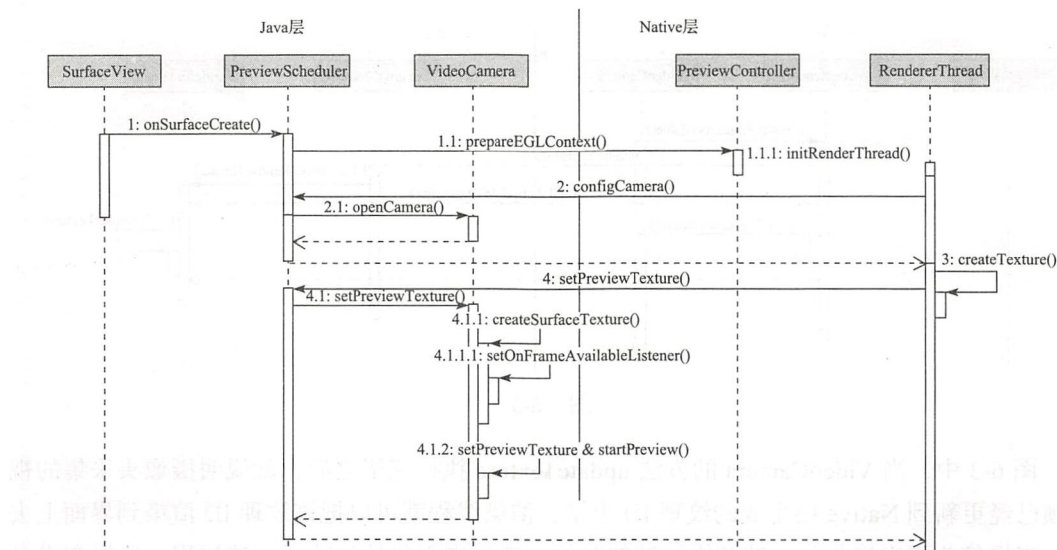 Java层
Native层
SurfaceView
PreviewScheduler
VideoCamera
PreviewController
RendererThread
1: onSurfaceCreate()
1.1: prepareEGLContext()
1.1.1: initRenderThread()
2: configCamera()
2.1: openCamera()
3: createTexture()
4: setPreviewTexture()
4.1: setPreviewTexture()
4.1.1: createSurfaceTexture()
4.1.1.1: setOnFrameAvailableListener()
4.1.2: setPreviewTexture & startPreview()